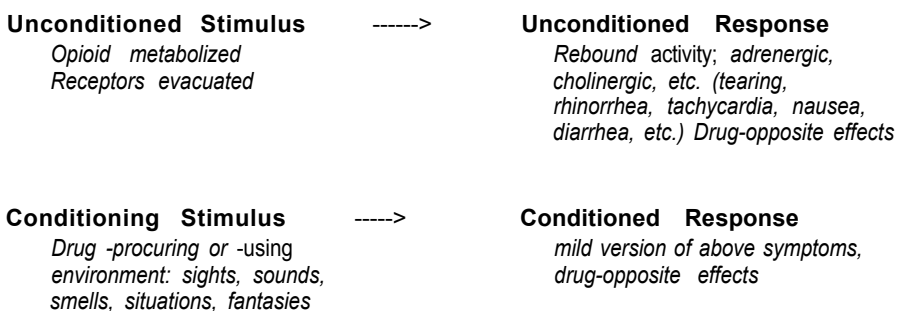 Unconditioned Stimulus ------> Unconditioned Response
Opioid metabolized
Receptors evacuated
Rebound activity; adrenergic,
cholinergic, etc. (tearing,
rhinorrhea, tachycardia, nausea,
diarrhea, etc.) Drug-opposite effects
Conditioning Stimulus -----> Conditioned Response
Drug -procuring or -using
environment: sights, sounds,
smells, situations, fantasies
mild version of above symptoms,
drug-opposite effects